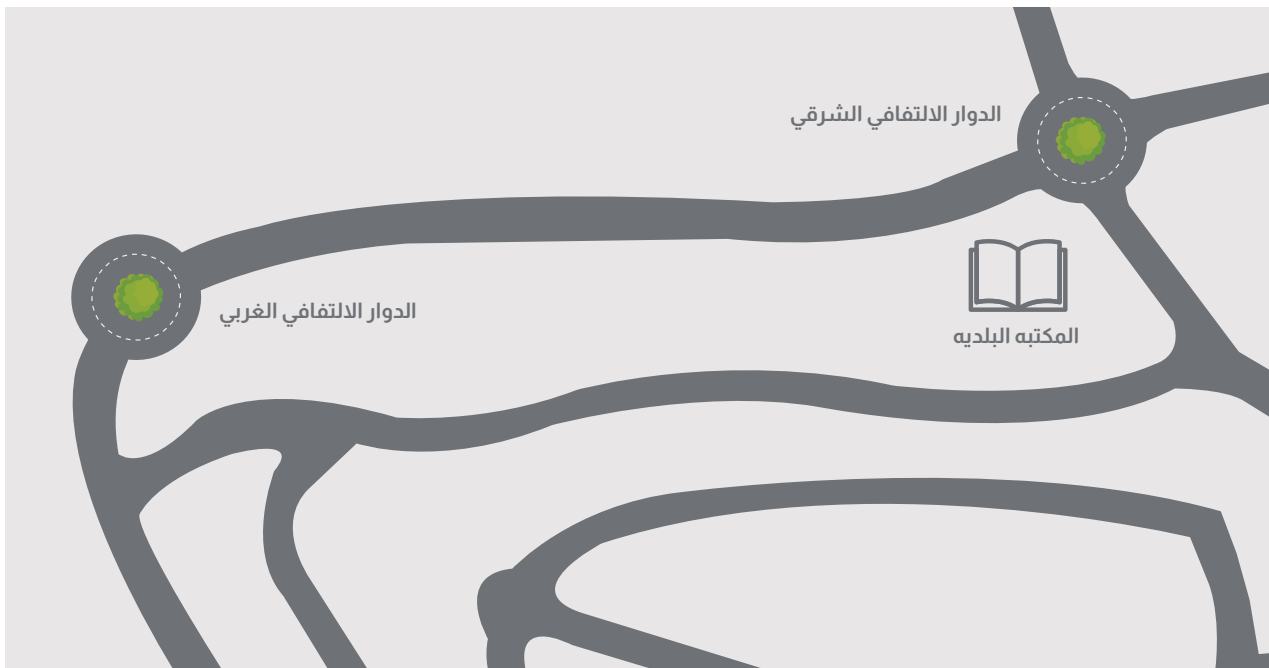 الدوار الالتفافي الشرقي
الدوار الالتفافي الغربي
المكتبه البلديه